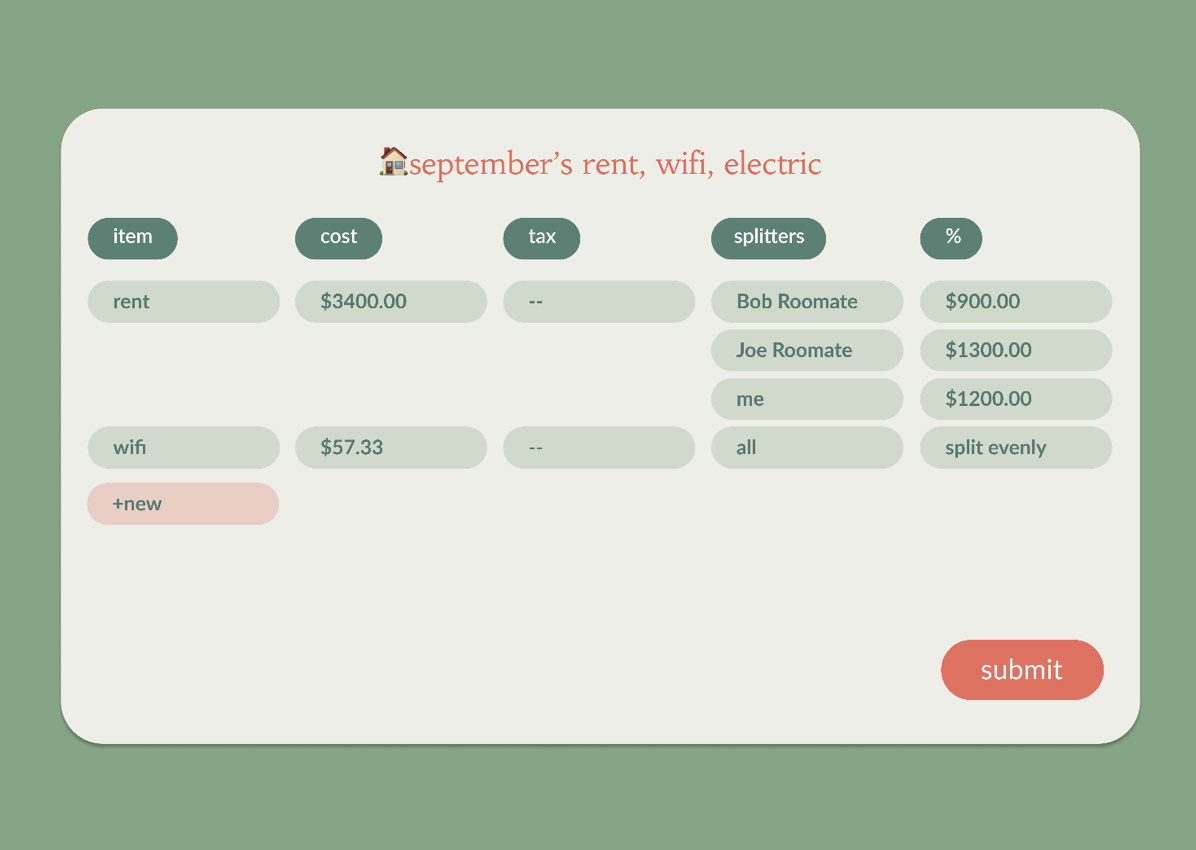 september’s rent, wifi, electric
item cost tax splitters %
rent $3400.00 -- Bob Roomate $900.00
Joe Roomate $1300.00
me $1200.00
wifi $57.33 -- all split evenly
+new
submit